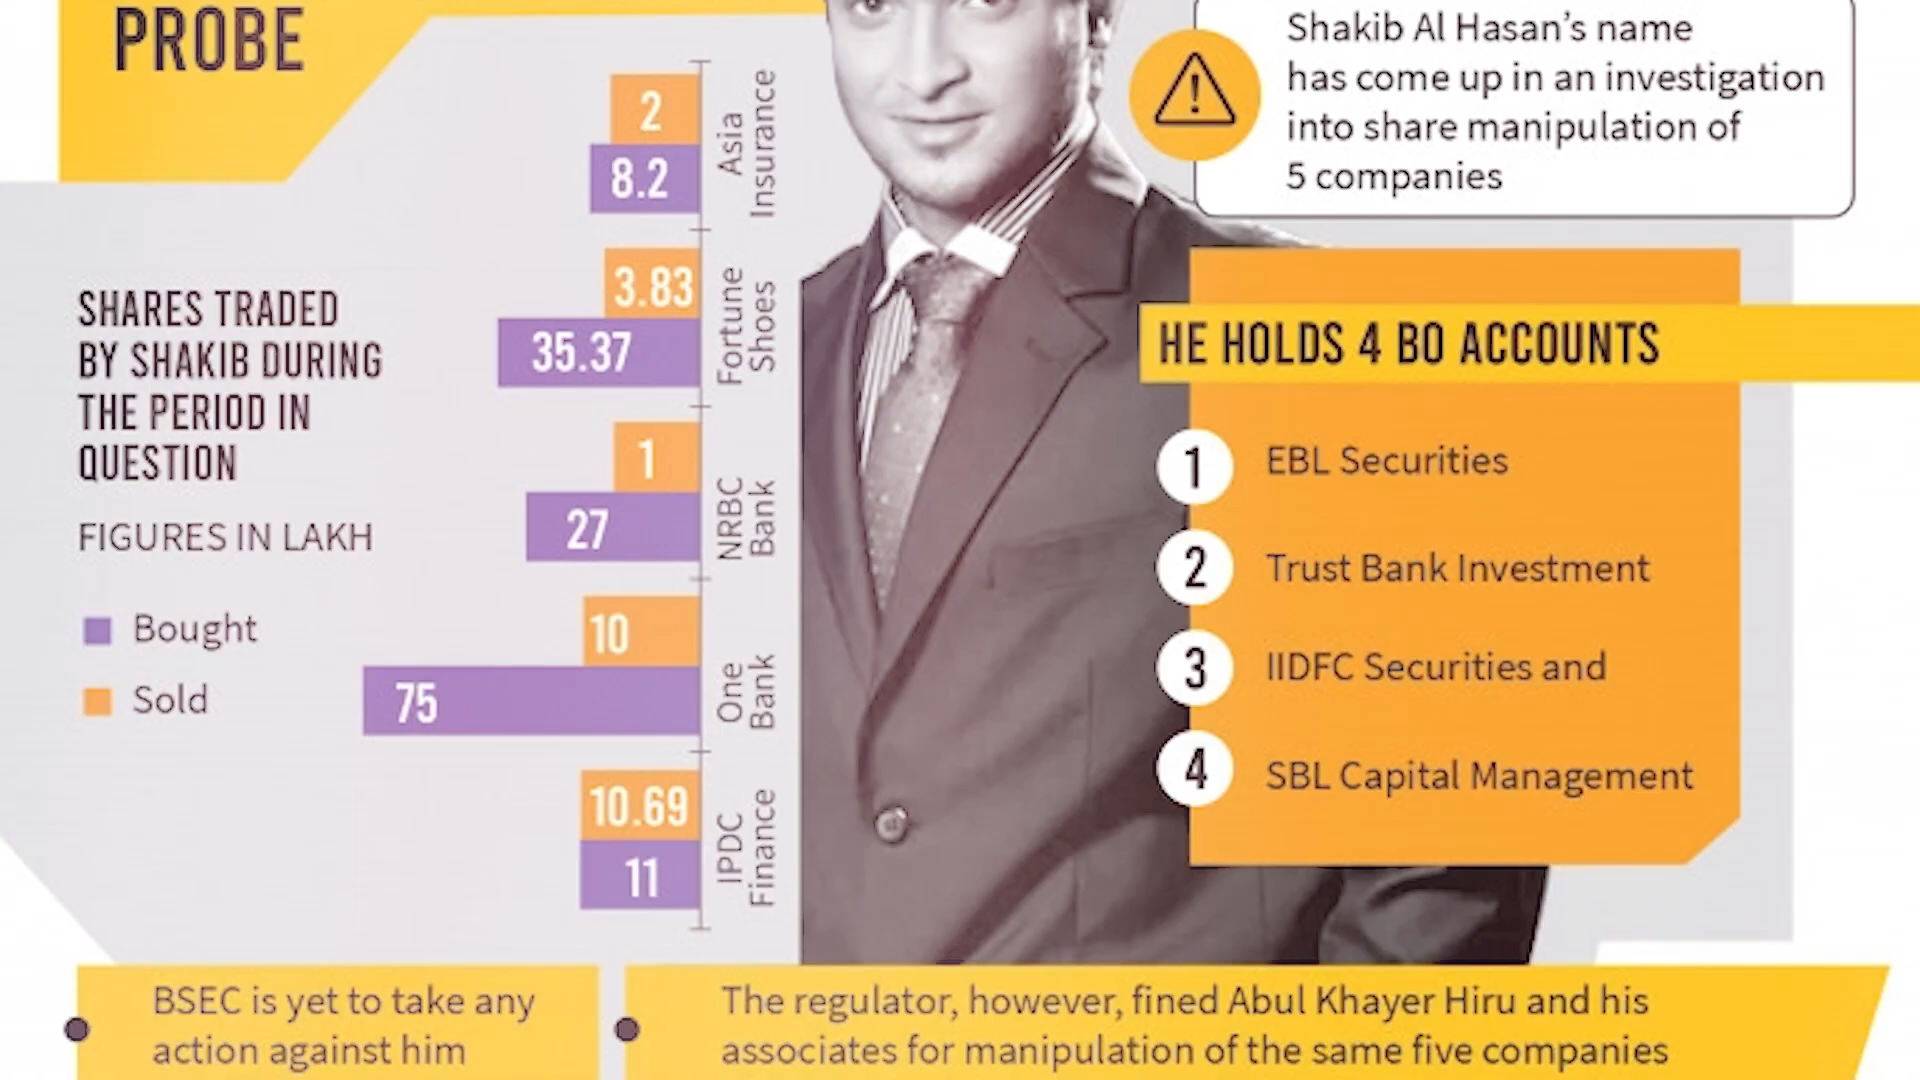 PROBE
Shakib Al Hasan’s name
has come up in an investigation
into share manipulation of
5 companies
SHARES TRADED
BY SHAKIB DURING
THE PERIOD IN
QUESTION
FIGURES IN LAKH
Bought
Sold
2
8.2
Asia
Insurance
3.83
35.37
Fortune
Shoes
1
27
NRBC
Bank
10
75
One
Bank
10.69
11
IPDC
Finance
HE HOLDS 4 BO ACCOUNTS
1 EBL Securities
2 Trust Bank Investment
3 IIDFC Securities and
4 SBL Capital Management
BSEC is yet to take any
action against him
The regulator, however, fined Abul Khayer Hiru and his
associates for manipulation of the same five companies